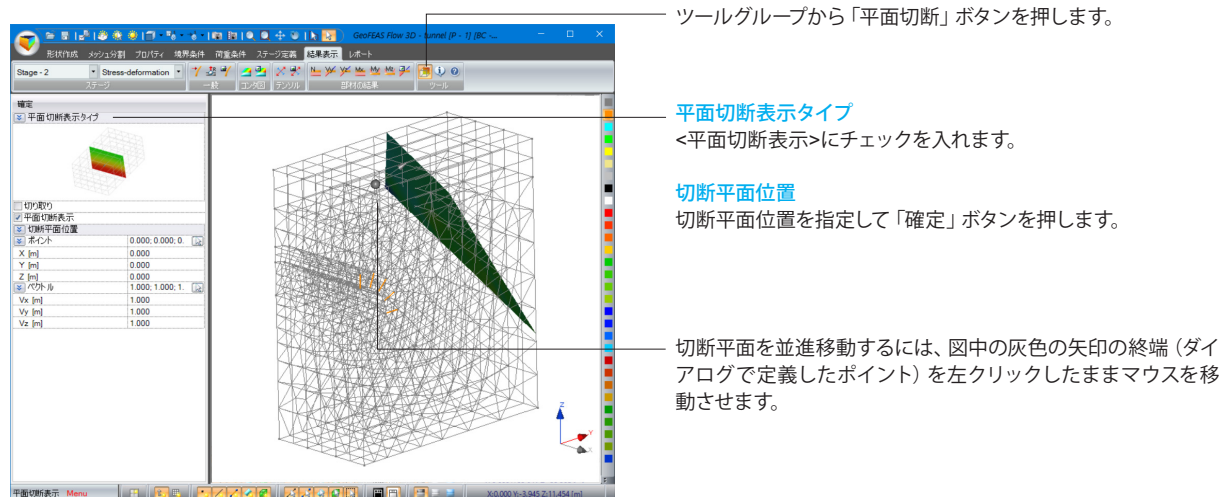 GeoFEAS Flow 3D - tunnel [P - 1] [BC -...
形状作成 メッシュ分割 プロパティ 境界条件 荷重条件 ステージ定義 結果表示 レポート
Stage - 2 Stress-deformation
ステージ 一般 コンタ図 テンソル 部材の結果 ツール
確定
平面切断表示タイプ
切り取り
平面切断表示
切断平面位置
ポイント 0.000; 0.000; 0.
X [m] 0.000
Y [m] 0.000
Z [m] 0.000
ベクトル 1.000; 1.000; 1.
Vx [m] 1.000
Vy [m] 1.000
Vz [m] 1.000
Z
Y
X
平面切断表示 Menu
X:0.000 Y:-3.945 Z:11.454 [m]
ツールグループから「平面切断」ボタンを押します。
平面切断表示タイプ
<平面切断表示>にチェックを入れます。
切断平面位置
切断平面位置を指定して「確定」ボタンを押します。
切断平面を並進移動するには、図中の灰色の矢印の終端(ダイ
アログで定義したポイント)を左クリックしたままマウスを移
動させます。